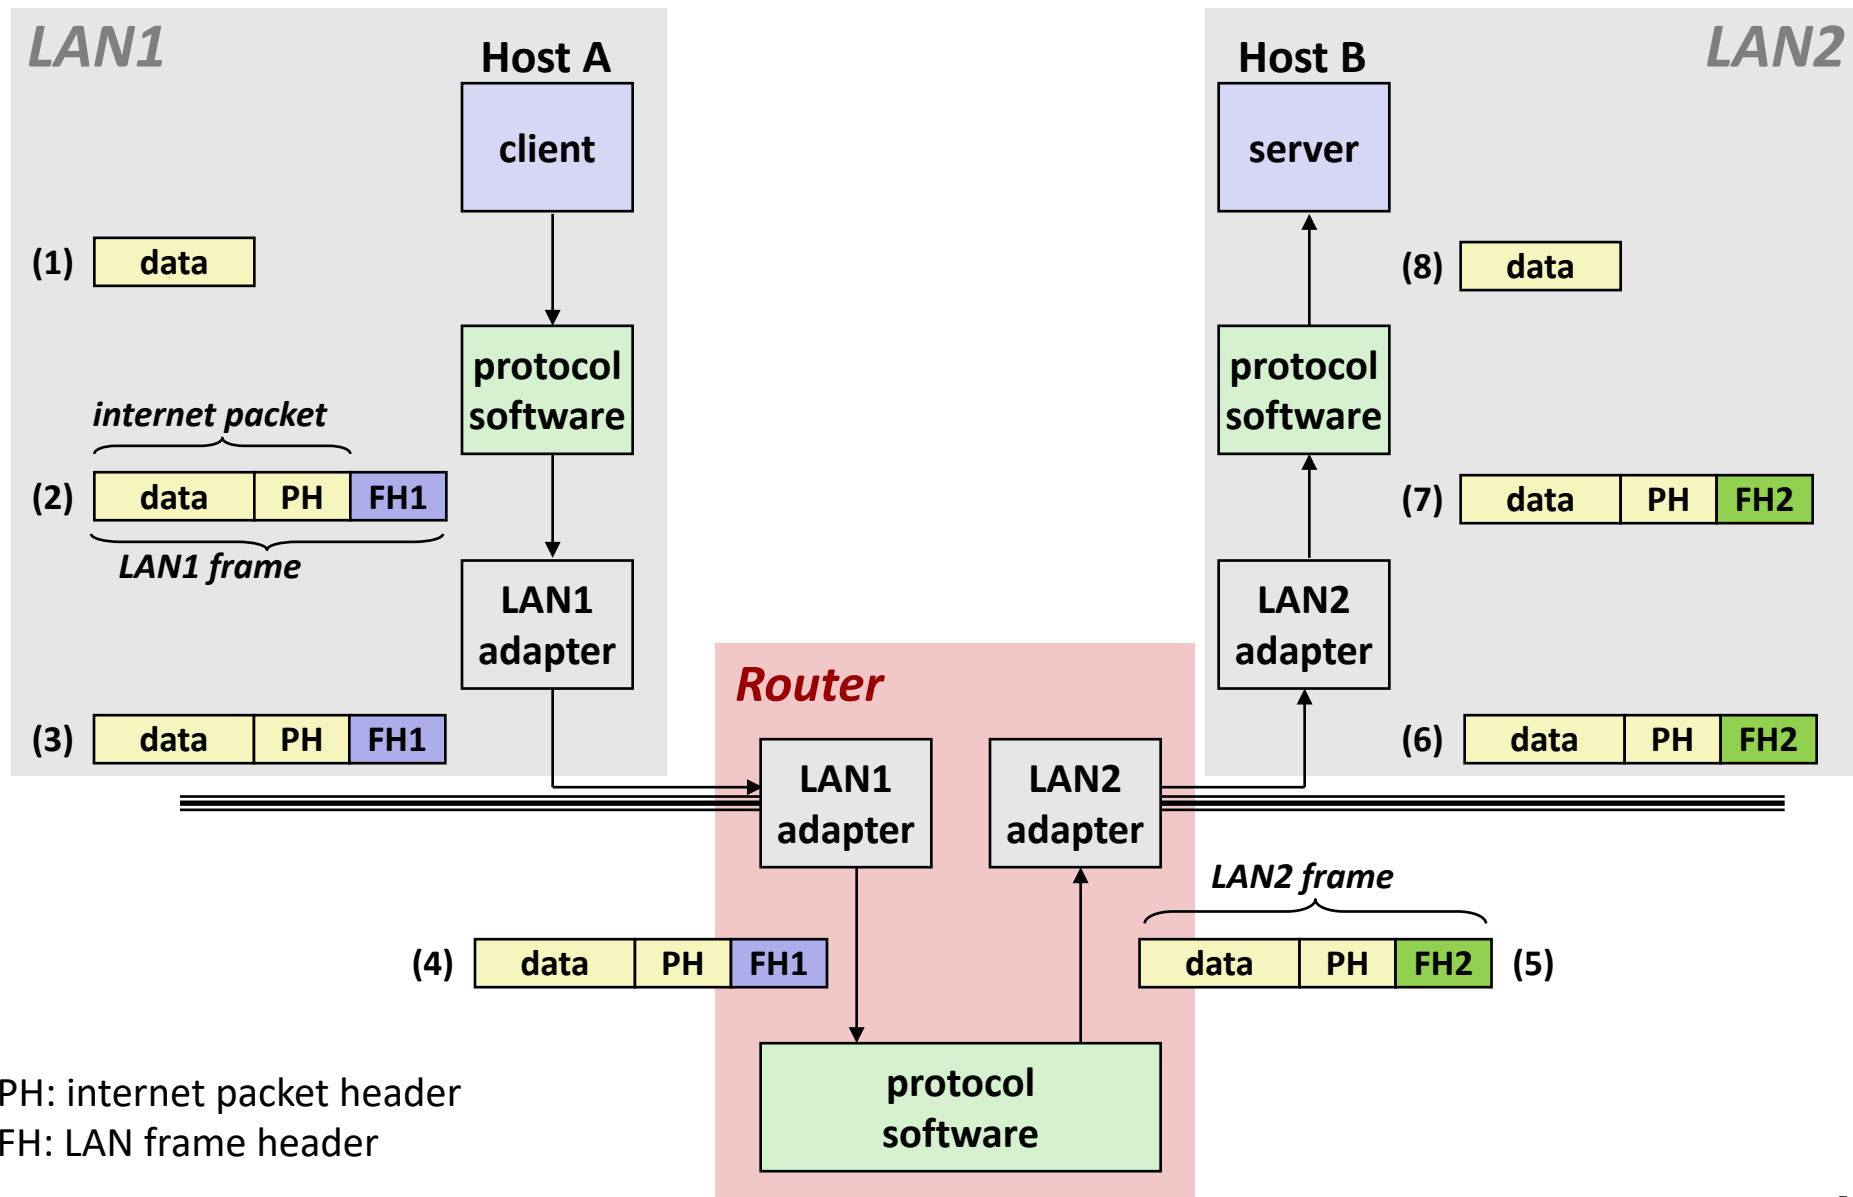 LAN1
Host A
Host B
LAN2
client
server
(1) data
(8) data
protocol
software
protocol
software
internet packet
(2) data PH FH1
(7) data PH FH2
LAN1 frame
LAN1
adapter
LAN2
adapter
Router
(3) data PH FH1
(6) data PH FH2
LAN1
adapter
LAN2
adapter
LAN2 frame
(4) data PH FH1
data PH FH2 (5)
protocol
software
PH: internet packet header
FH: LAN frame header